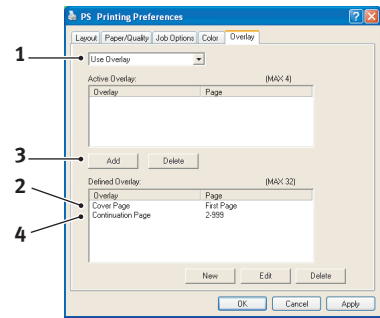 PS Printing Preferences
Layout Paper/Quality Job Options Color Overlay
1
Use Overlay
Active Overlay: (MAX 4)
Overlay Page
3
Add Delete
Defined Overlay: (MAX 32)
Overlay Page
2
Cover Page First Page
Continuation Page 2-999
4
New Edit Delete
OK Cancel Apply